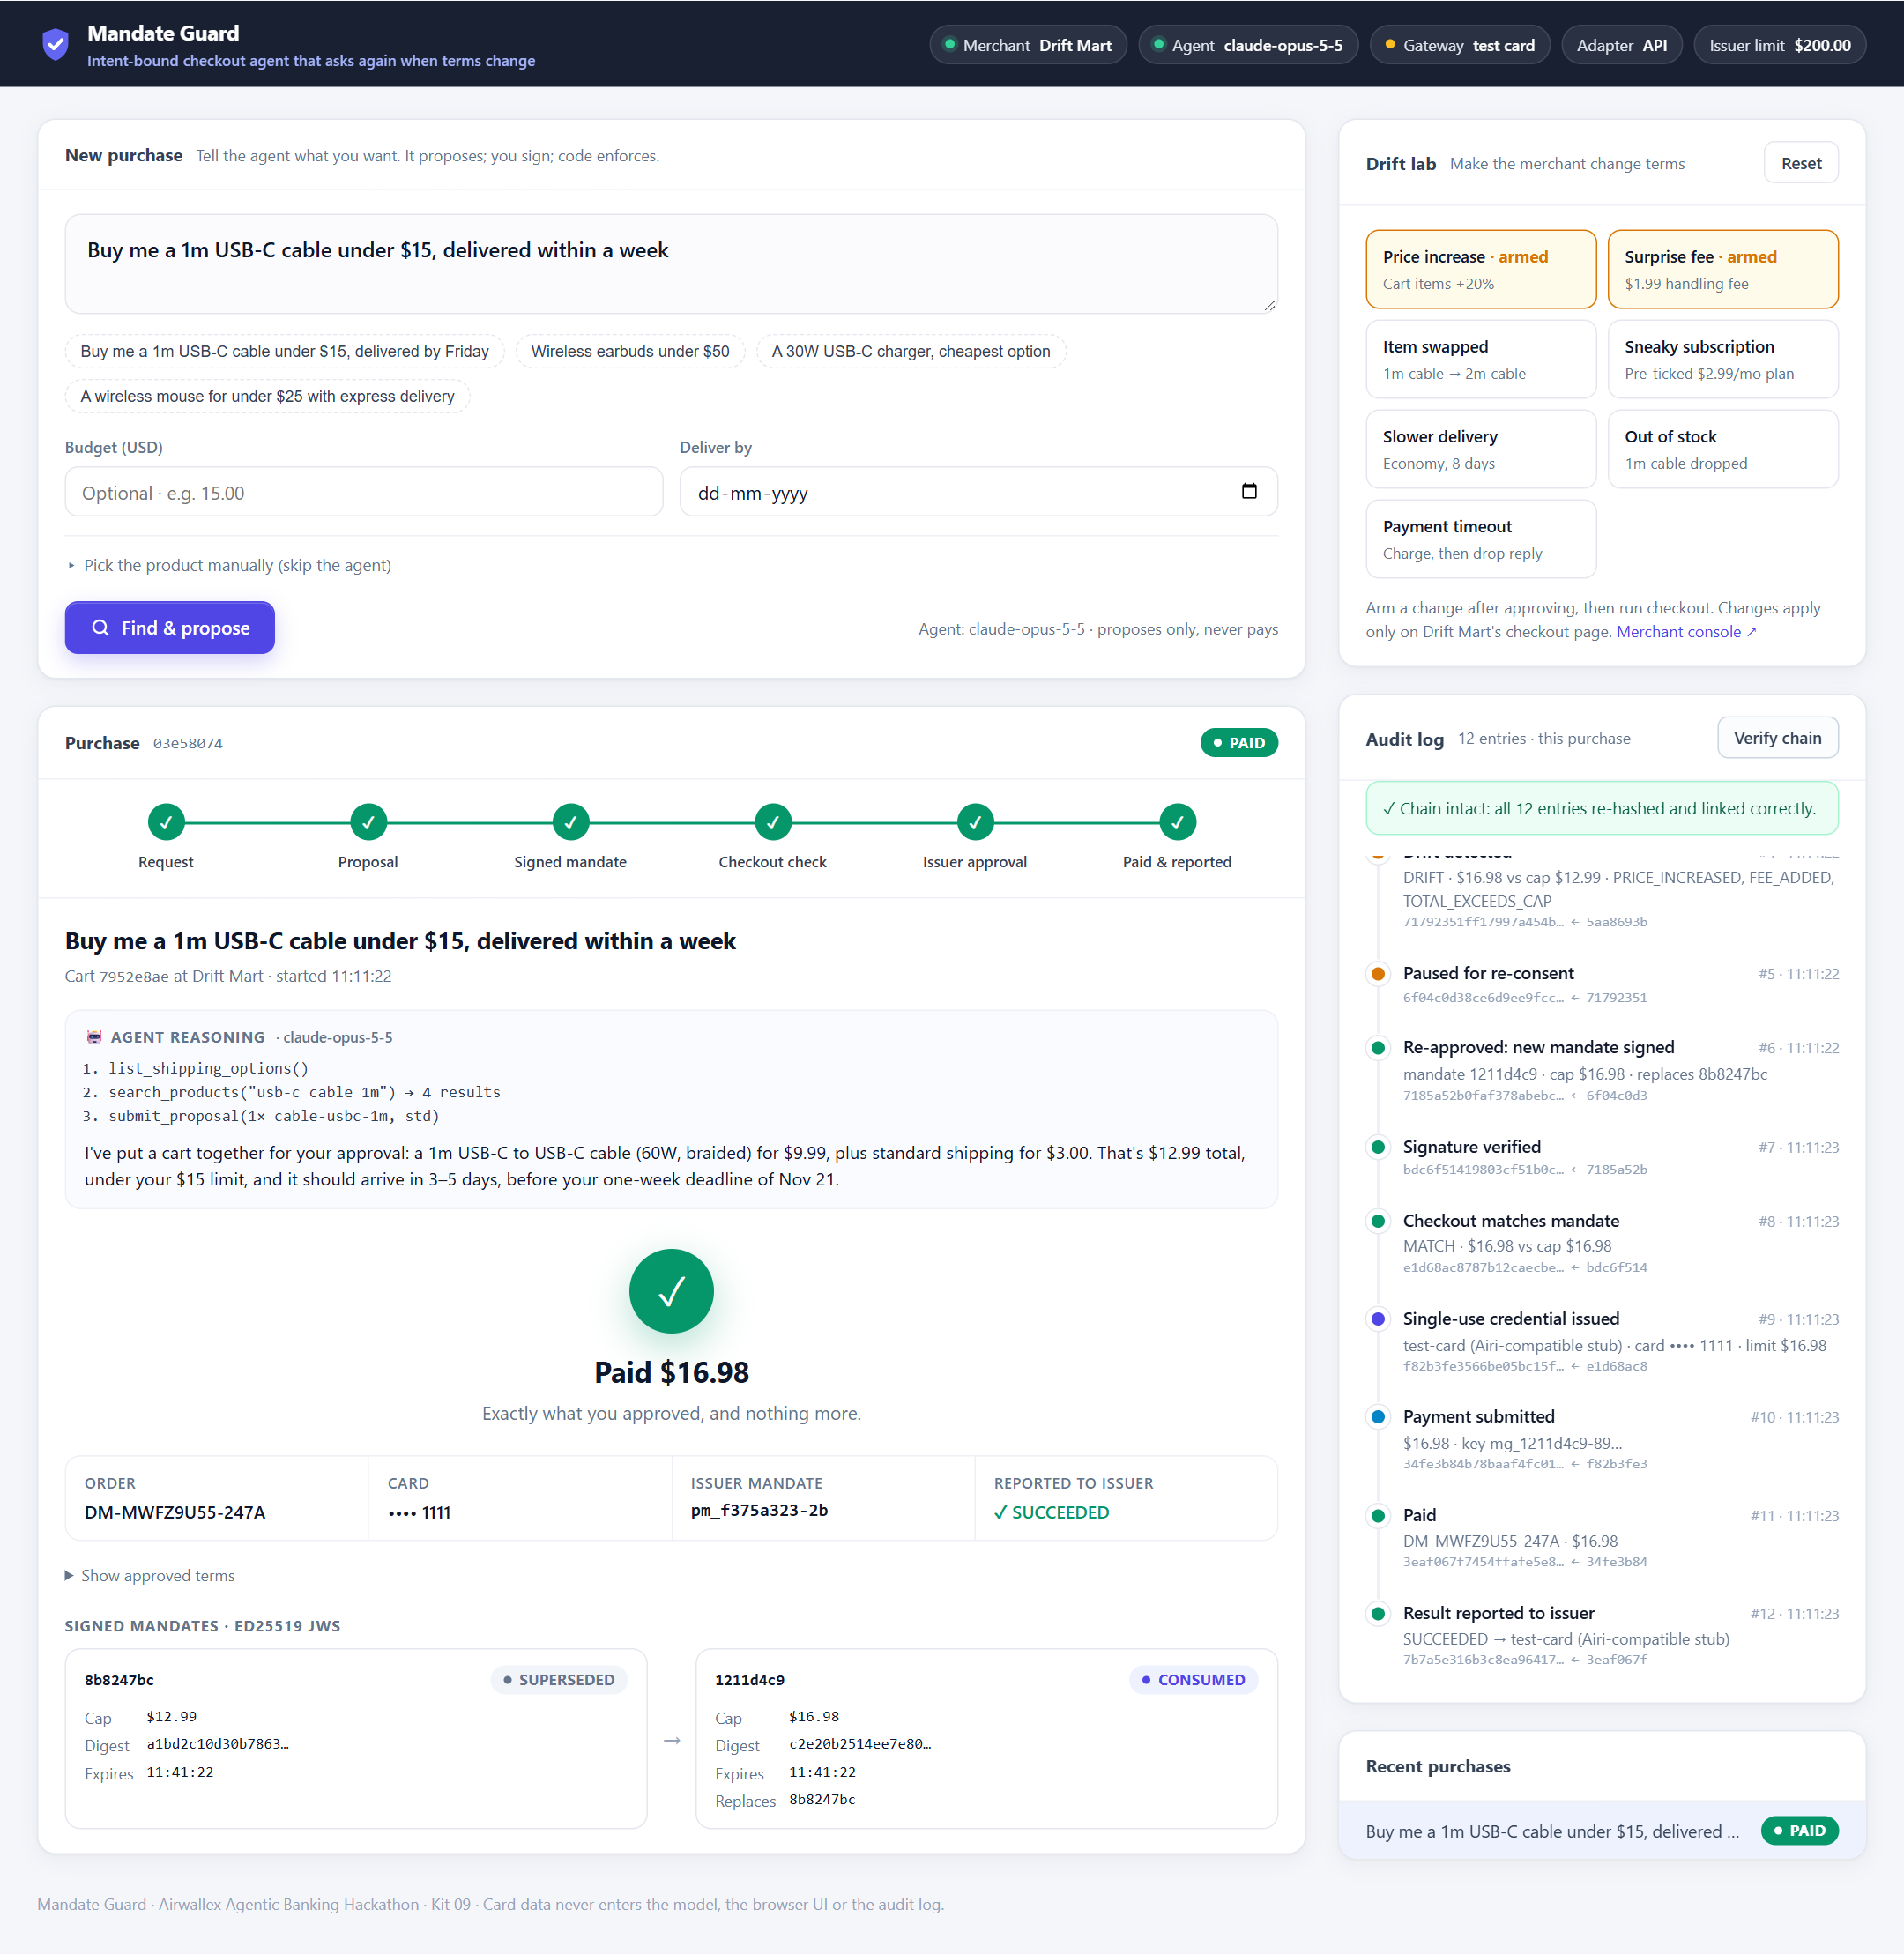 Mandate Guard
Intent-bound checkout agent that asks again when terms change
Merchant Drift Mart
Agent claude-opus-5-5
Gateway test card
Adapter API
Issuer limit $200.00
New purchase Tell the agent what you want. It proposes; you sign; code enforces.
Buy me a 1m USB-C cable under $15, delivered within a week
Buy me a 1m USB-C cable under $15, delivered by Friday
Wireless earbuds under $50
A 30W USB-C charger, cheapest option
A wireless mouse for under $25 with express delivery
Budget (USD)
Optional · e.g. 15.00
Deliver by
dd-mm-yyyy
Pick the product manually (skip the agent)
Find & propose
Agent: claude-opus-5-5 · proposes only, never pays
Purchase 03e58074
PAID
Request
Proposal
Signed mandate
Checkout check
Issuer approval
Paid & reported
Buy me a 1m USB-C cable under $15, delivered within a week
Cart 7952e8ae at Drift Mart · started 11:11:22
AGENT REASONING · claude-opus-5-5
1. list_shipping_options()
2. search_products("usb-c cable 1m") → 4 results
3. submit_proposal(1× cable-usbc-1m, std)
I've put a cart together for your approval: a 1m USB-C to USB-C cable (60W, braided) for $9.99, plus standard shipping for $3.00. That's $12.99 total,
under your $15 limit, and it should arrive in 3–5 days, before your one-week deadline of Nov 21.
Paid $16.98
Exactly what you approved, and nothing more.
ORDER
DM-MWFZ9U55-247A
CARD
•••• 1111
ISSUER MANDATE
pm_f375a323-2b
REPORTED TO ISSUER
✓ SUCCEEDED
Show approved terms
SIGNED MANDATES · ED25519 JWS
8b8247bc
SUPERSEDED
Cap $12.99
Digest a1bd2c10d30b7863…
Expires 11:41:22
→
1211d4c9
CONSUMED
Cap $16.98
Digest c2e20b2514ee7e80…
Expires 11:41:22
Replaces 8b8247bc
Mandate Guard · Airwallex Agentic Banking Hackathon · Kit 09 · Card data never enters the model, the browser UI or the audit log.
Drift lab Make the merchant change terms
Reset
Price increase · armed
Cart items +20%
Surprise fee · armed
$1.99 handling fee
Item swapped
1m cable → 2m cable
Sneaky subscription
Pre-ticked $2.99/mo plan
Slower delivery
Economy, 8 days
Out of stock
1m cable dropped
Payment timeout
Charge, then drop reply
Arm a change after approving, then run checkout. Changes apply
only on Drift Mart's checkout page. Merchant console ↗
Audit log 12 entries · this purchase
Verify chain
✓ Chain intact: all 12 entries re-hashed and linked correctly.
DRIFT · $16.98 vs cap $12.99 · PRICE_INCREASED, FEE_ADDED,
TOTAL_EXCEEDS_CAP
71792351ff17997a454b… ← 5aa8693b
Paused for re-consent #5 · 11:11:22
6f04c0d38ce6d9ee9fcc… ← 71792351
Re-approved: new mandate signed #6 · 11:11:22
mandate 1211d4c9 · cap $16.98 · replaces 8b8247bc
7185a52b0faf378abebc… ← 6f04c0d3
Signature verified #7 · 11:11:23
bdc6f51419803cf51b0c… ← 7185a52b
Checkout matches mandate #8 · 11:11:23
MATCH · $16.98 vs cap $16.98
e1d68ac8787b12caecbe… ← bdc6f514
Single-use credential issued #9 · 11:11:23
test-card (Airi-compatible stub) · card •••• 1111 · limit $16.98
f82b3fe3566be05bc15f… ← e1d68ac8
Payment submitted #10 · 11:11:23
$16.98 · key mg_1211d4c9-89…
34fe3b84b78baaf4fc01… ← f82b3fe3
Paid #11 · 11:11:23
DM-MWFZ9U55-247A · $16.98
3eaf067f7454ffafe5e8… ← 34fe3b84
Result reported to issuer #12 · 11:11:23
SUCCEEDED → test-card (Airi-compatible stub)
7b7a5e316b3c8ea96417… ← 3eaf067f
Recent purchases
Buy me a 1m USB-C cable under $15, delivered …
PAID